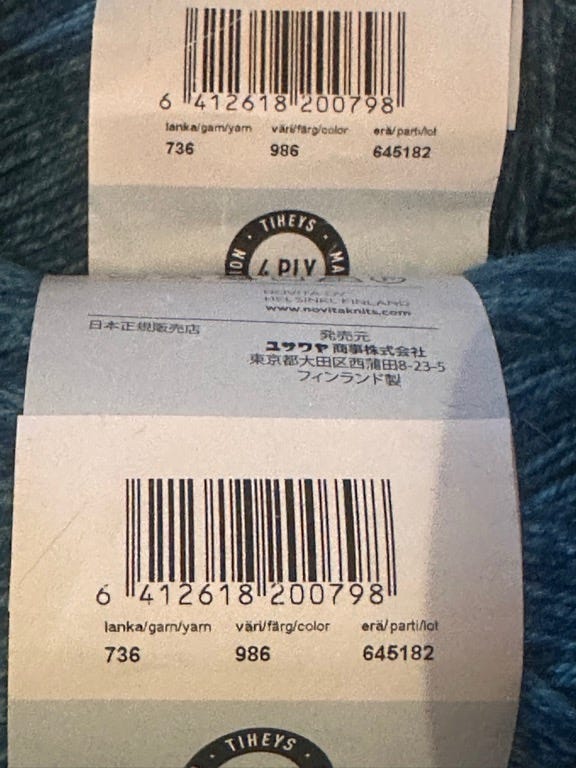 6 412618 200798
lanka/garn/yarn väri/färg/color erä/parti/lot
736 986 645182
TIHEYS · MA
4 PLY
NOVITA OY
HELSINKI, FINLAND
www.novitaknits.com
日本正規販売店
発売元
ユザワヤ 商事株式会社
東京都大田区西蒲田8-23-5
フィンランド製
6 412618 200798
lanka/garn/yarn väri/färg/color erä/parti/lot
736 986 645182
TIHEYS